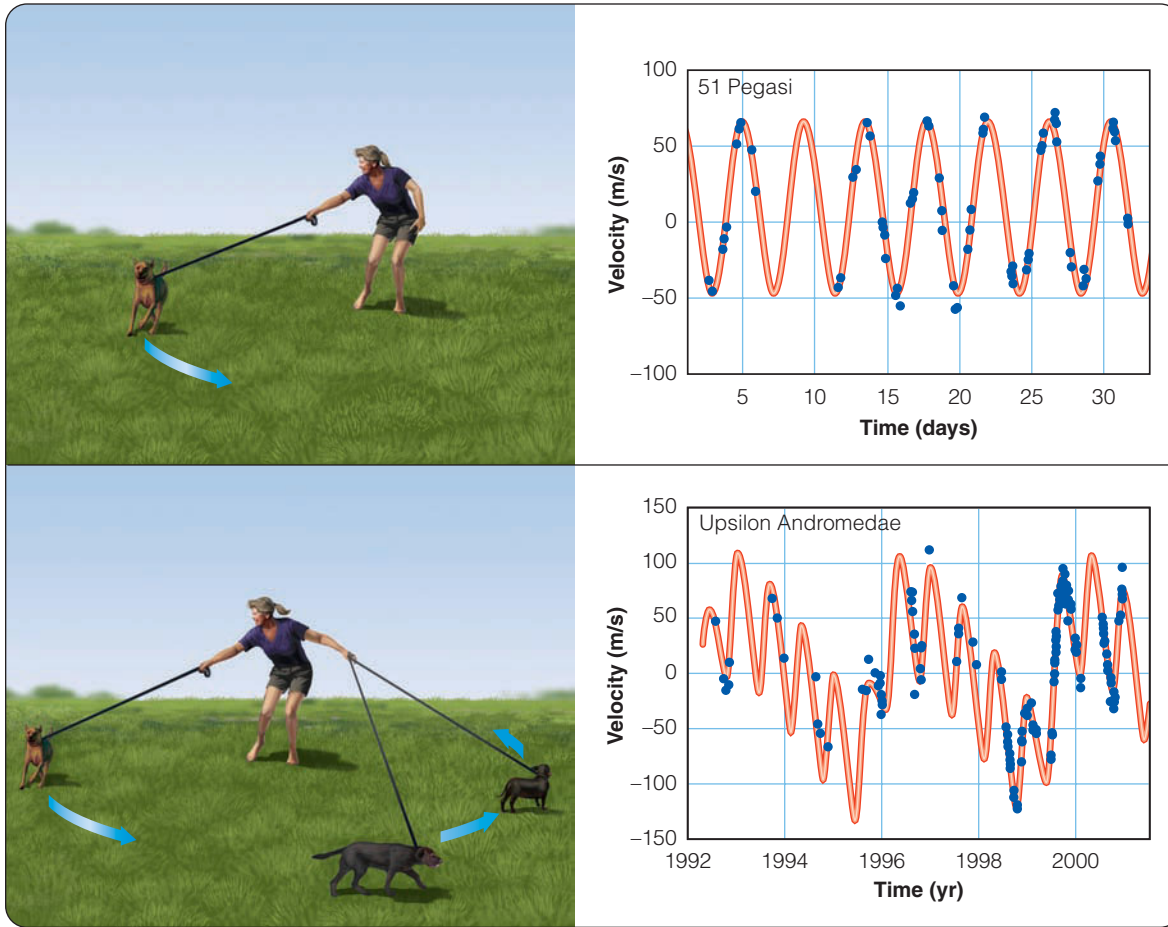 51 Pegasi
100
50
0
–50
–100
Velocity (m/s)
5 10 15 20 25 30
Time (days)
Upsilon Andromedae
150
100
50
0
–50
–100
–150
Velocity (m/s)
1992 1994 1996 1998 2000
Time (yr)